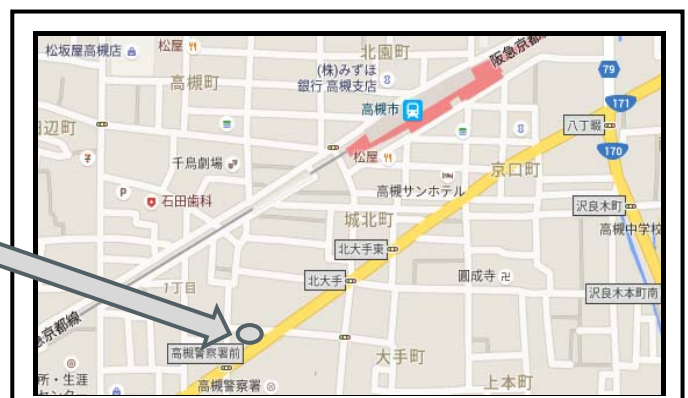 松坂屋高槻店
松屋
北園町
阪急京都
高槻町
(株)みずほ
銀行 高槻支店
79
高槻市
171
辺町
八丁畷
170
千鳥劇場
松屋
京口町
P
石田歯科
高槻サンホテル
沢良木町
城北町
高槻中学校
北大手東
北大手
圓成寺
1丁目
沢良木本町南
急京都線
高槻警察署前
大手町
所・生涯
センター
高槻警察署
上本町